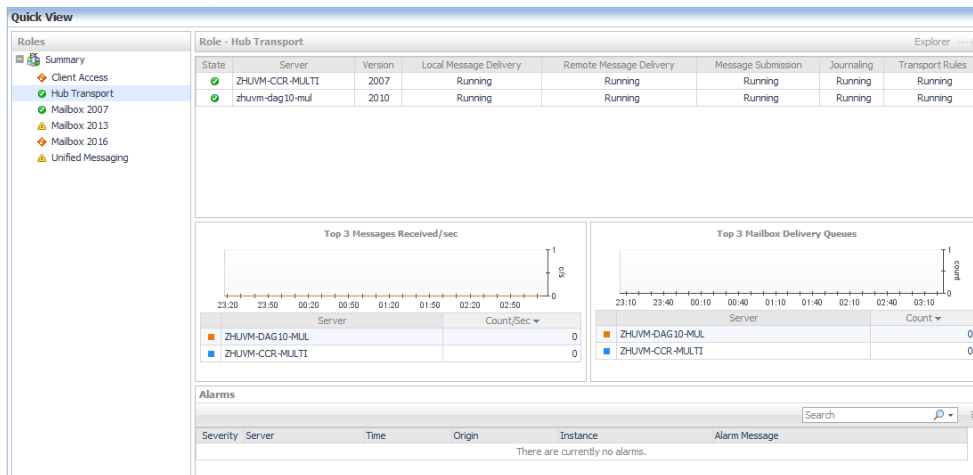 Quick View
Roles
Summary
Client Access
Hub Transport
Mailbox 2007
Mailbox 2013
Mailbox 2016
Unified Messaging
Role - Hub Transport Explorer
State Server Version Local Message Delivery Remote Message Delivery Message Submission Journaling Transport Rules
ZHUVM-CCR-MULTI 2007 Running Running Running Running Running
zhuvm-dag10-mul 2010 Running Running Running Running Running
Top 3 Messages Received/sec
1
c/s
0
23:20 23:50 00:20 00:50 01:20 01:50 02:20 02:50
Server Count/Sec
ZHUVM-DAG10-MUL 0
ZHUVM-CCR-MULTI 0
Top 3 Mailbox Delivery Queues
1
count
0
23:10 23:40 00:10 00:40 01:10 01:40 02:10 02:40 03:10
Server Count
ZHUVM-DAG10-MUL 0
ZHUVM-CCR-MULTI 0
Alarms
Search
Severity Server Time Origin Instance Alarm Message
There are currently no alarms.